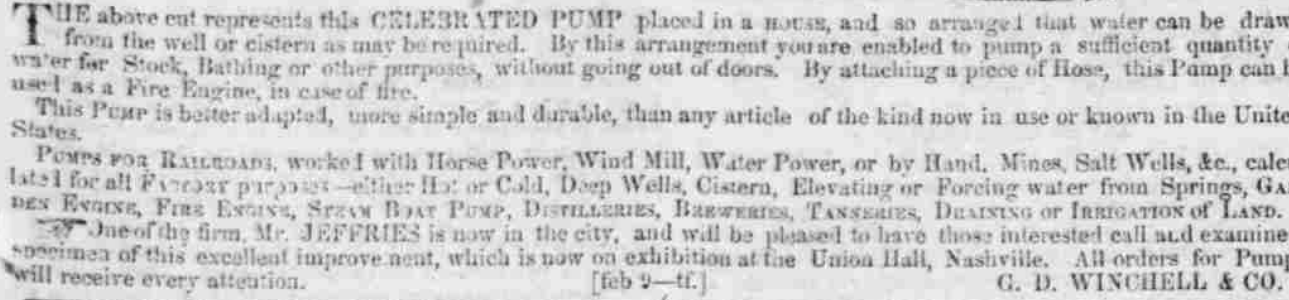 THE above cut represents this CELEBRATED PUMP placed in a HOUSE, and so arranged that water can be draw
from the well or cistern as may be required. By this arrangement you are enabled to pump a sufficient quantity
water for Stock, Bathing or other purposes, without going out of doors. By attaching a piece of Hose, this Pump can b
used as a Fire Engine, in case of fire.
This PUMP is better adapted, more simple and durable, than any article of the kind now in use or known in the Unite
States.
PUMPS FOR RAILROADS, worked with Horse Power, Wind Mill, Water Power, or by Hand. Mines, Salt Wells, &c., calcu
lated for all FACTORY purposes—either Hot or Cold, Deep Wells, Cistern, Elevating or Forcing water from Springs, GAR
DEN ENGINE, FIRE ENGINE, STEAM BOAT PUMP, DISTILLERIES, BREWERIES, TANNERIES, DRAINING OR IRRIGATION of LAND.
☞ One of the firm, Mr. JEFFRIES is now in the city, and will be pleased to have those interested call and examine
specimen of this excellent improvement, which is now on exhibition at the Union Hall, Nashville. All orders for Pump
will receive every attention. [feb 9—tf.] G. D. WINCHELL & CO.